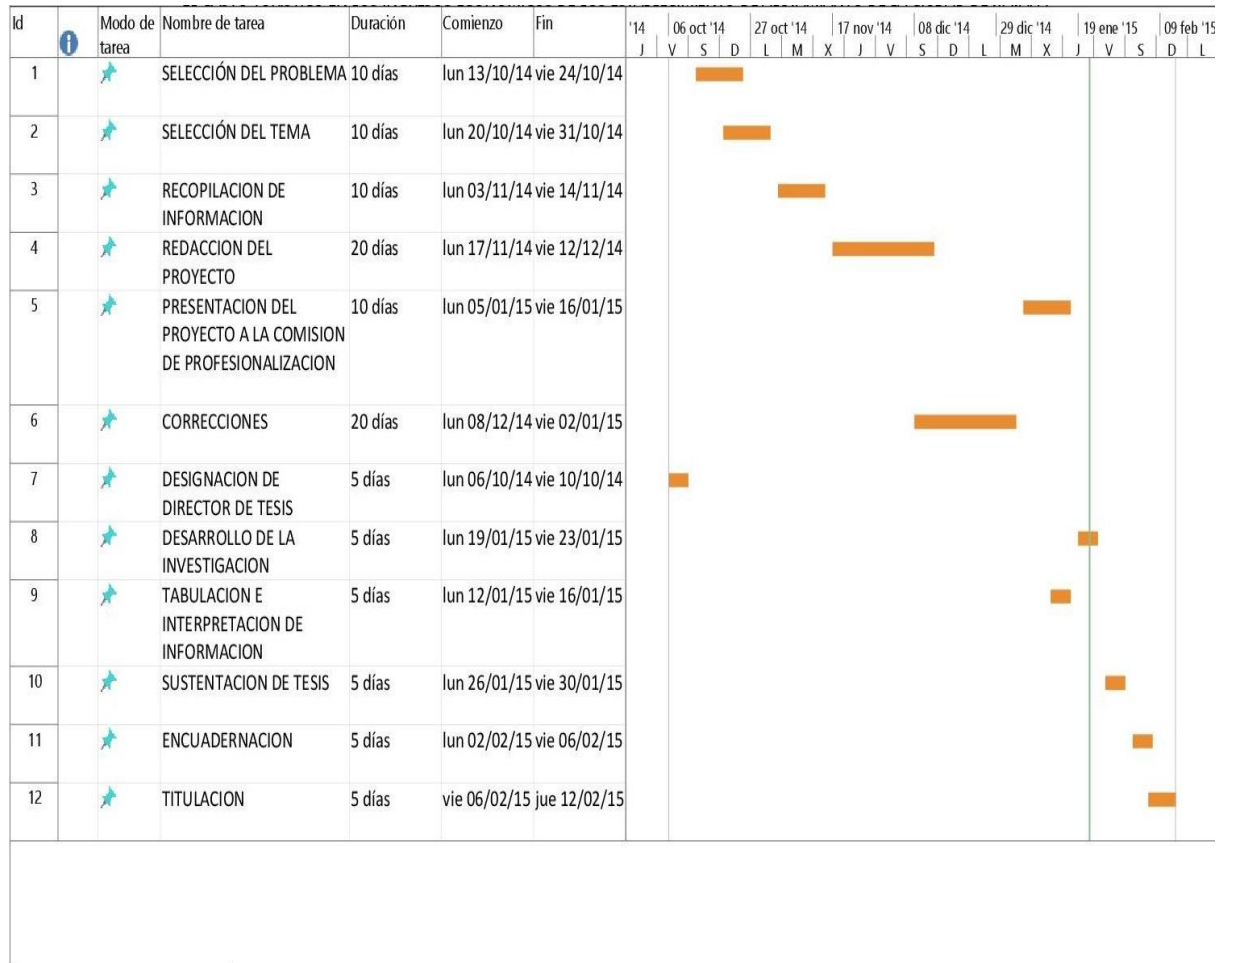 Id Modo de Nombre de tarea Duración Comienzo Fin '14 06 oct '14 27 oct '14 17 nov '14 08 dic '14 29 dic '14 19 ene '15 09 feb '15
tarea J V S D L M X J V S D L M X J V S D L
1 SELECCIÓN DEL PROBLEMA 10 días lun 13/10/14 vie 24/10/14
2 SELECCIÓN DEL TEMA 10 días lun 20/10/14 vie 31/10/14
3 RECOPILACION DE 10 días lun 03/11/14 vie 14/11/14
INFORMACION
4 REDACCION DEL 20 días lun 17/11/14 vie 12/12/14
PROYECTO
5 PRESENTACION DEL 10 días lun 05/01/15 vie 16/01/15
PROYECTO A LA COMISION
DE PROFESIONALIZACION
6 CORRECCIONES 20 días lun 08/12/14 vie 02/01/15
7 DESIGNACION DE 5 días lun 06/10/14 vie 10/10/14
DIRECTOR DE TESIS
8 DESARROLLO DE LA 5 días lun 19/01/15 vie 23/01/15
INVESTIGACION
9 TABULACION E 5 días lun 12/01/15 vie 16/01/15
INTERPRETACION DE
INFORMACION
10 SUSTENTACION DE TESIS 5 días lun 26/01/15 vie 30/01/15
11 ENCUADERNACION 5 días lun 02/02/15 vie 06/02/15
12 TITULACION 5 días vie 06/02/15 jue 12/02/15